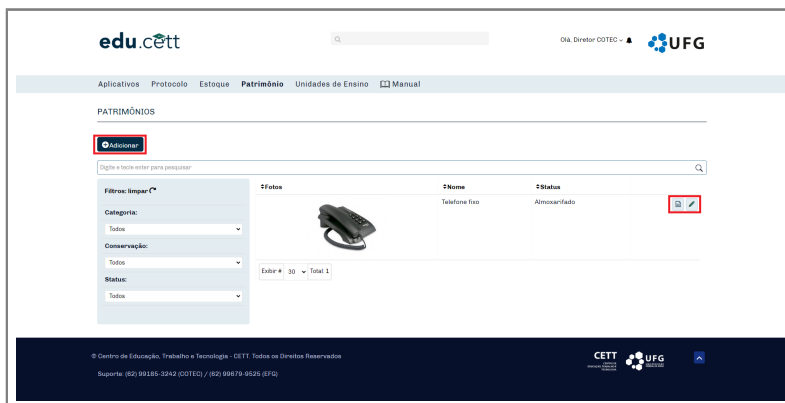 edu.cett
Olá, Diretor COTEC
UFG
Aplicativos Protocolo Estoque Patrimônio Unidades de Ensino Manual
PATRIMÔNIOS
Adicionar
Digite e tecle enter para pesquisar
Filtros: limpar
Fotos Nome Status
Telefone fixo Almoxarifado
Categoria:
Todos
Conservação:
Todos
Status:
Todos
Exibir # 30 Total: 1
© Centro de Educação, Trabalho e Tecnologia - CETT. Todos os Direitos Reservados
Suporte: (62) 99185-3242 (COTEC) / (62) 99679-9525 (EFG)
CETT
UFG